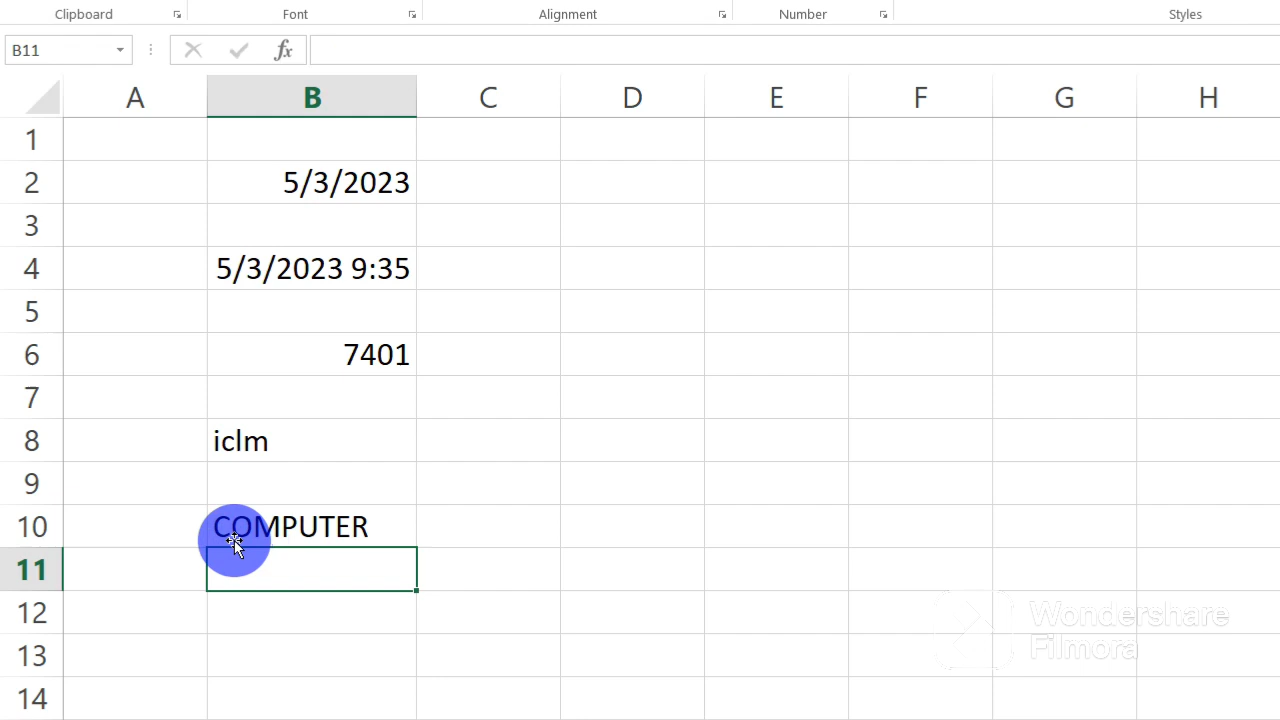 Clipboard Font Alignment Number Styles
B11 fx
A B C D E F G H
1
2 5/3/2023
3
4 5/3/2023 9:35
5
6 7401
7
8 iclm
9
10 COMPUTER
11
12
13
14
Wondershare
Filmora